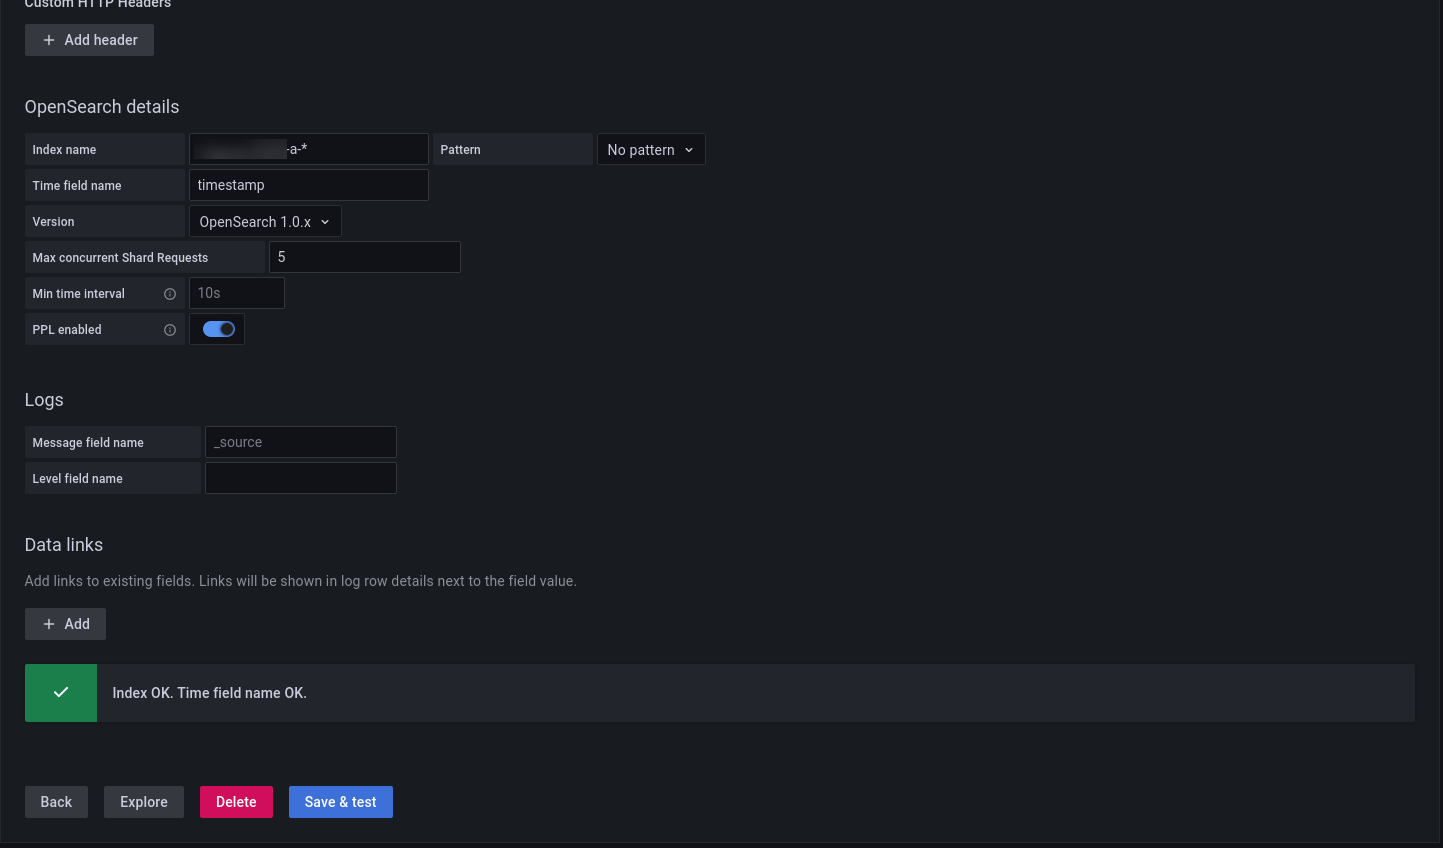 Custom HTTP Headers
Add header
OpenSearch details
Index name -a-* Pattern No pattern
Time field name timestamp
Version OpenSearch 1.0.x
Max concurrent Shard Requests 5
Min time interval 10s
PPL enabled
Logs
Message field name _source
Level field name
Data links
Add links to existing fields. Links will be shown in log row details next to the field value.
Add
Index OK. Time field name OK.
Back Explore Delete Save & test